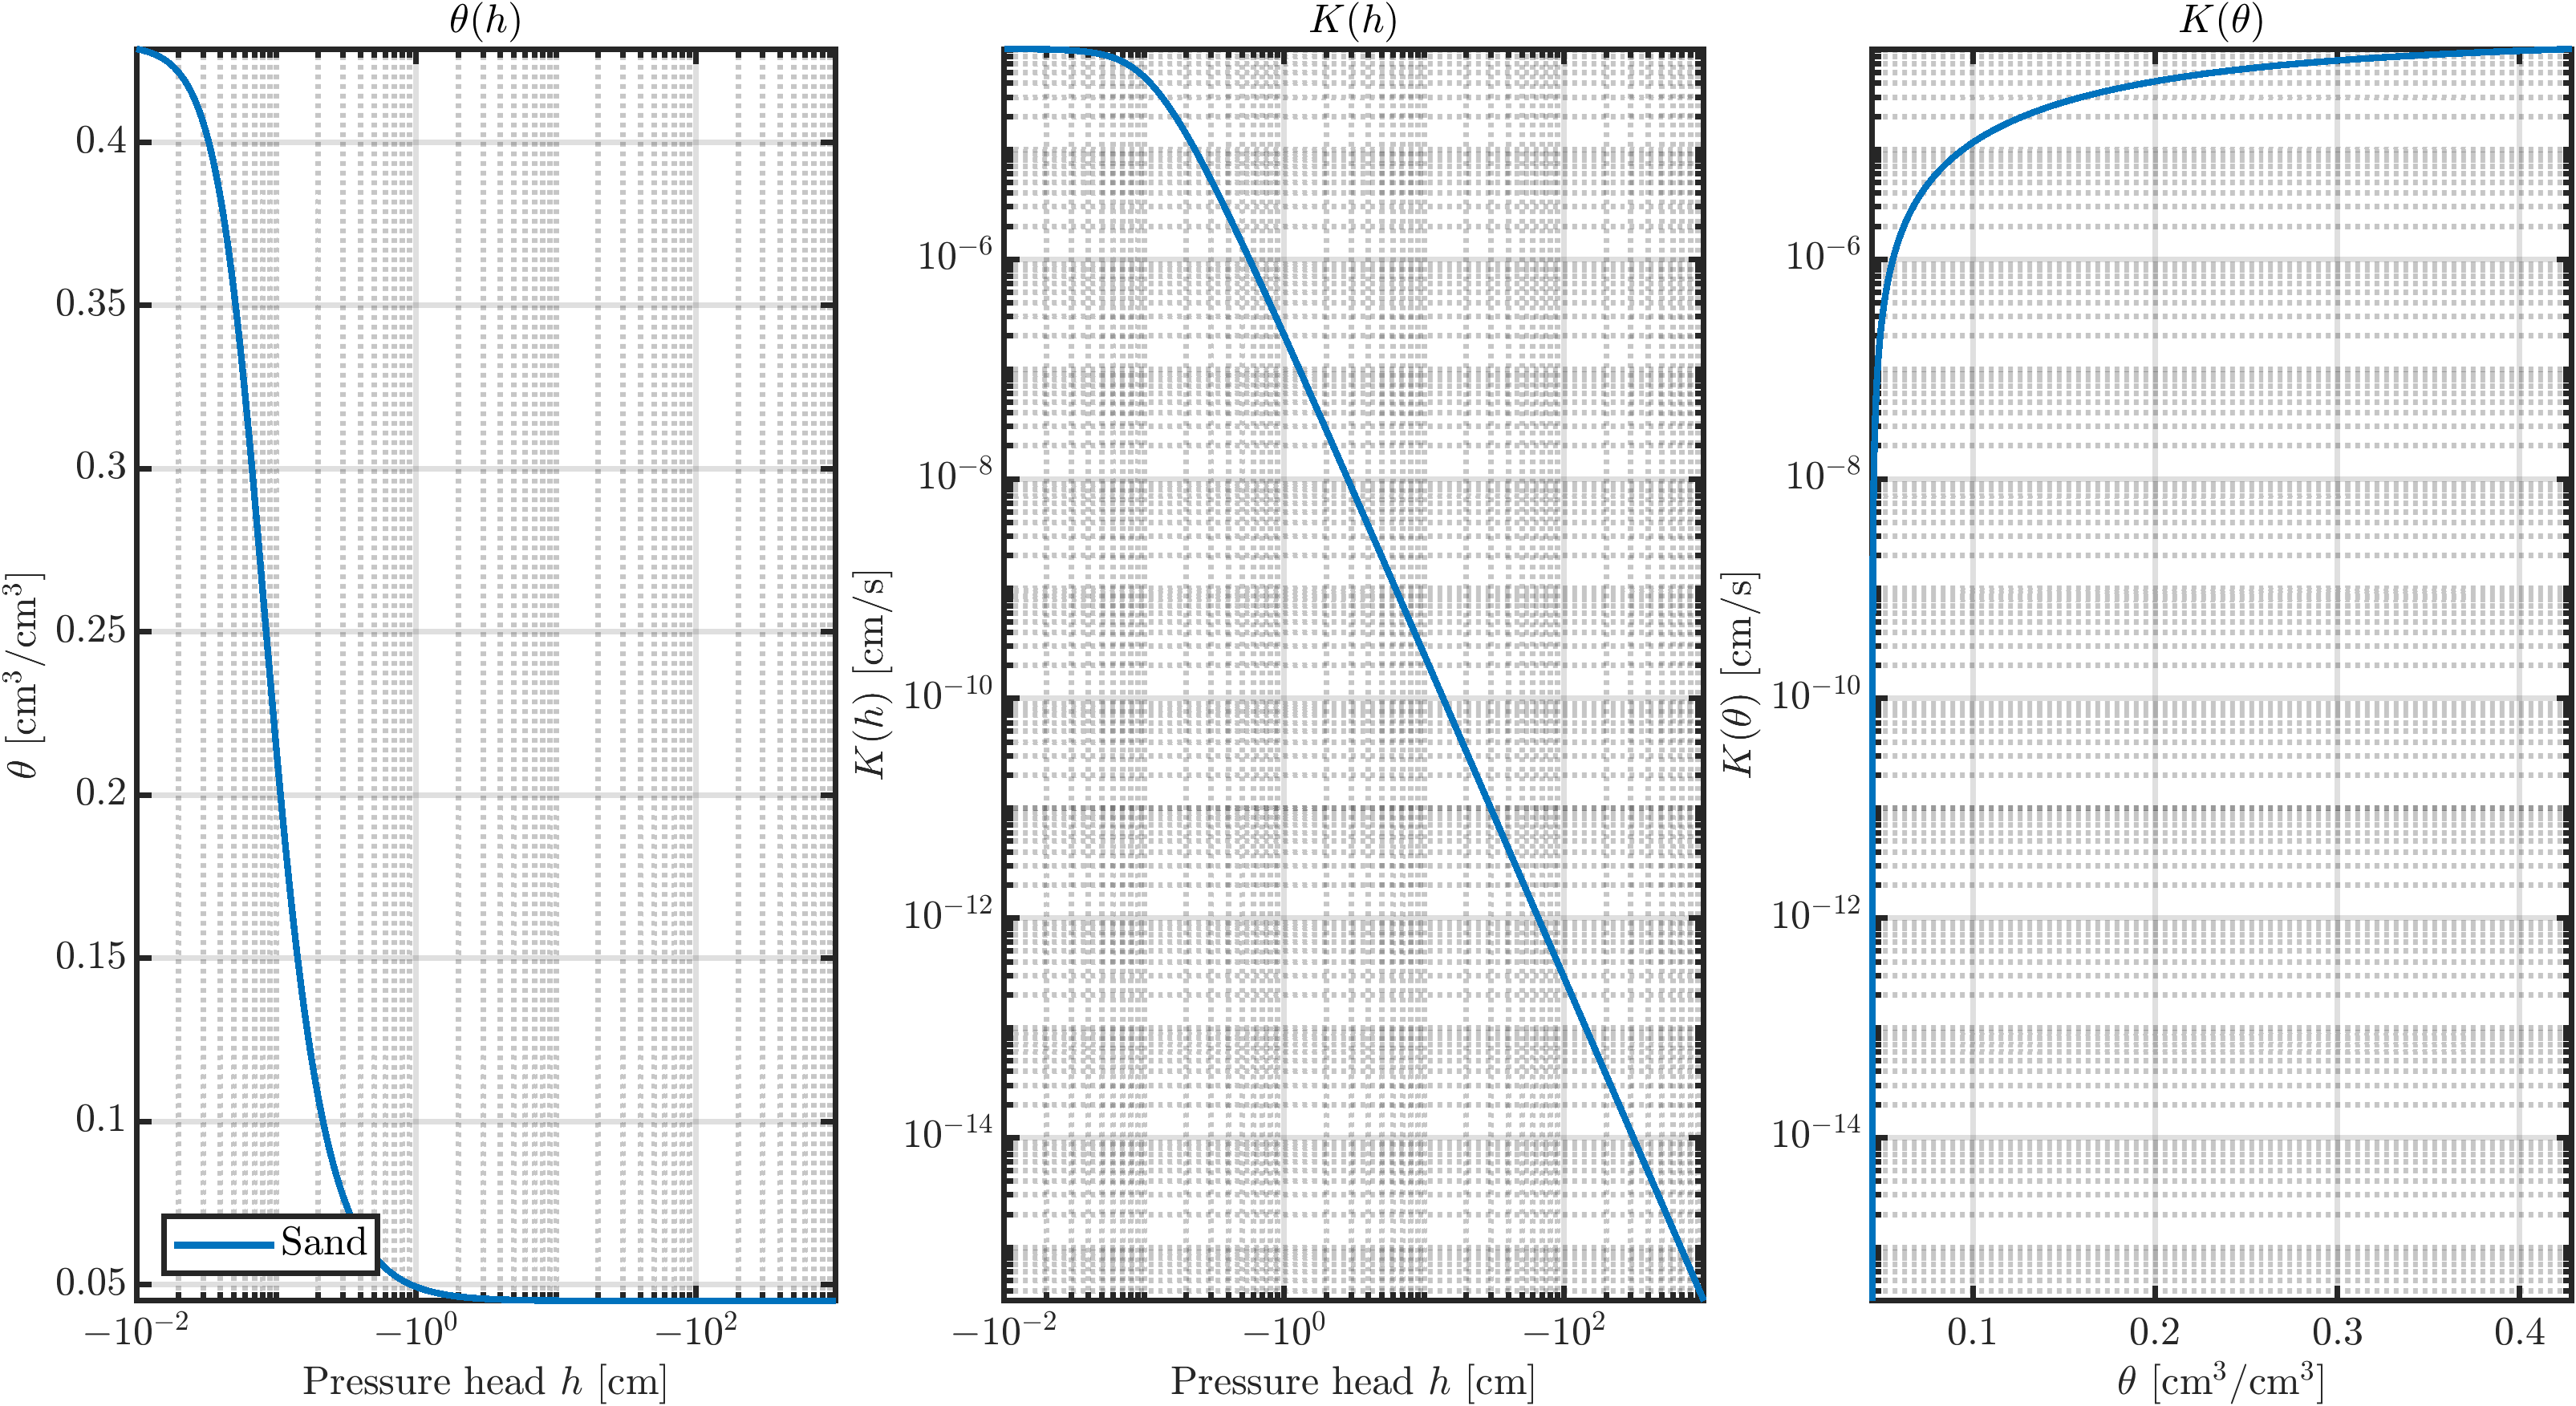 θ(h)
0.4
0.35
0.3
0.25
0.2
0.15
0.1
0.05
θ [cm³/cm³]
Sand
−10⁻² −10⁰ −10²
Pressure head h [cm]
K(h)
10⁻⁶
10⁻⁸
10⁻¹⁰
10⁻¹²
10⁻¹⁴
K(h) [cm/s]
−10⁻² −10⁰ −10²
Pressure head h [cm]
K(θ)
10⁻⁶
10⁻⁸
10⁻¹⁰
10⁻¹²
10⁻¹⁴
K(θ) [cm/s]
0.1 0.2 0.3 0.4
θ [cm³/cm³]